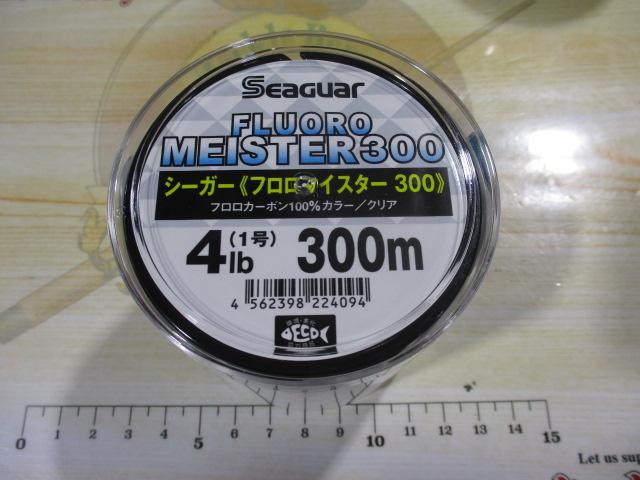 Seaguar
FLUORO
MEISTER300
シーガー《フロロマイスター 300》
フロロカーボン100%カラー/クリア
4lb (1号) 300m
4 562398 224094
ECO
0 1 2 3 4 5 6 7 8 9 10 11 12 13 14 15
Let us sup